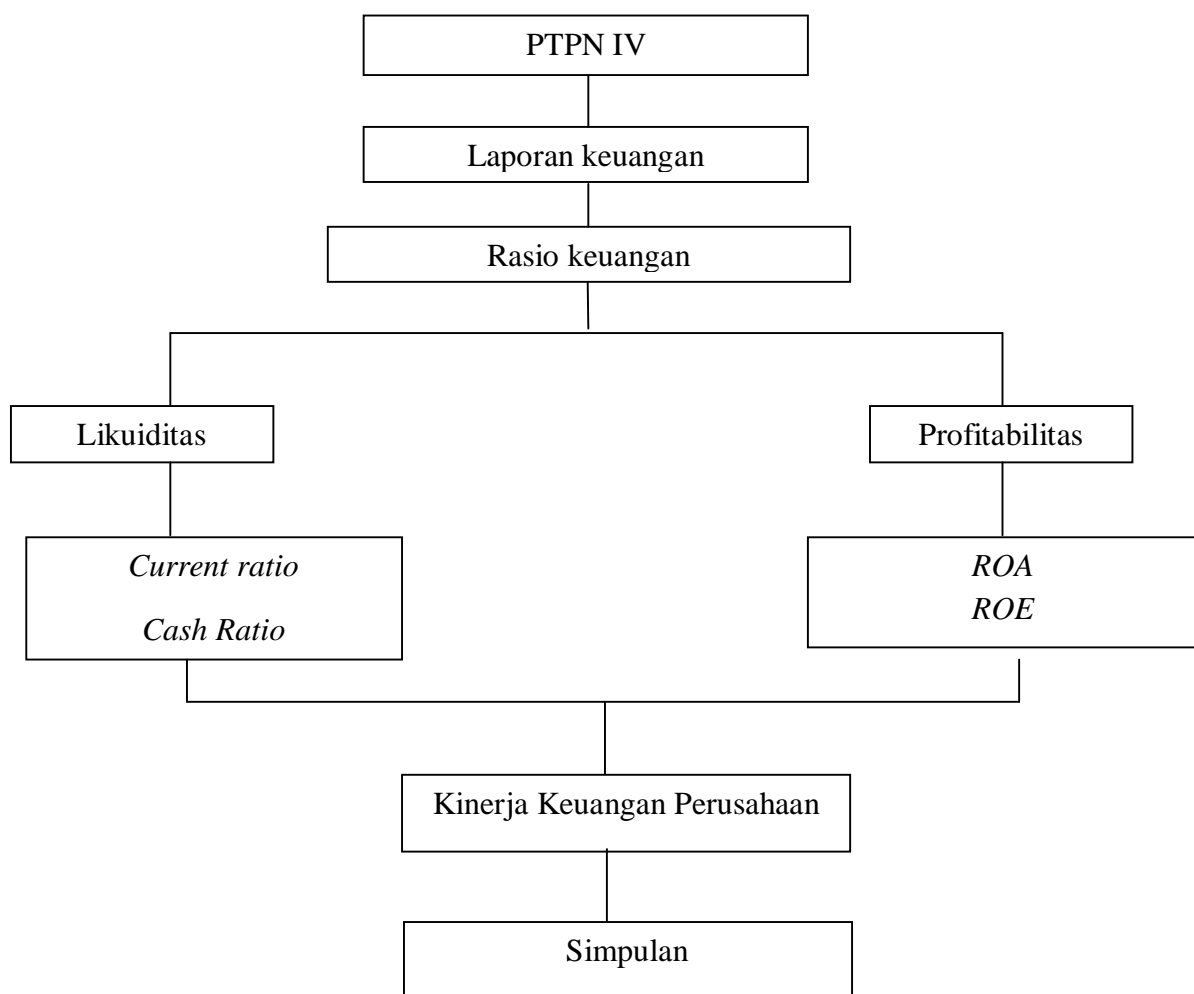 PTPN IV
Laporan keuangan
Rasio keuangan
Likuiditas
Profitabilitas
Current ratio
Cash Ratio
ROA
ROE
Kinerja Keuangan Perusahaan
Simpulan